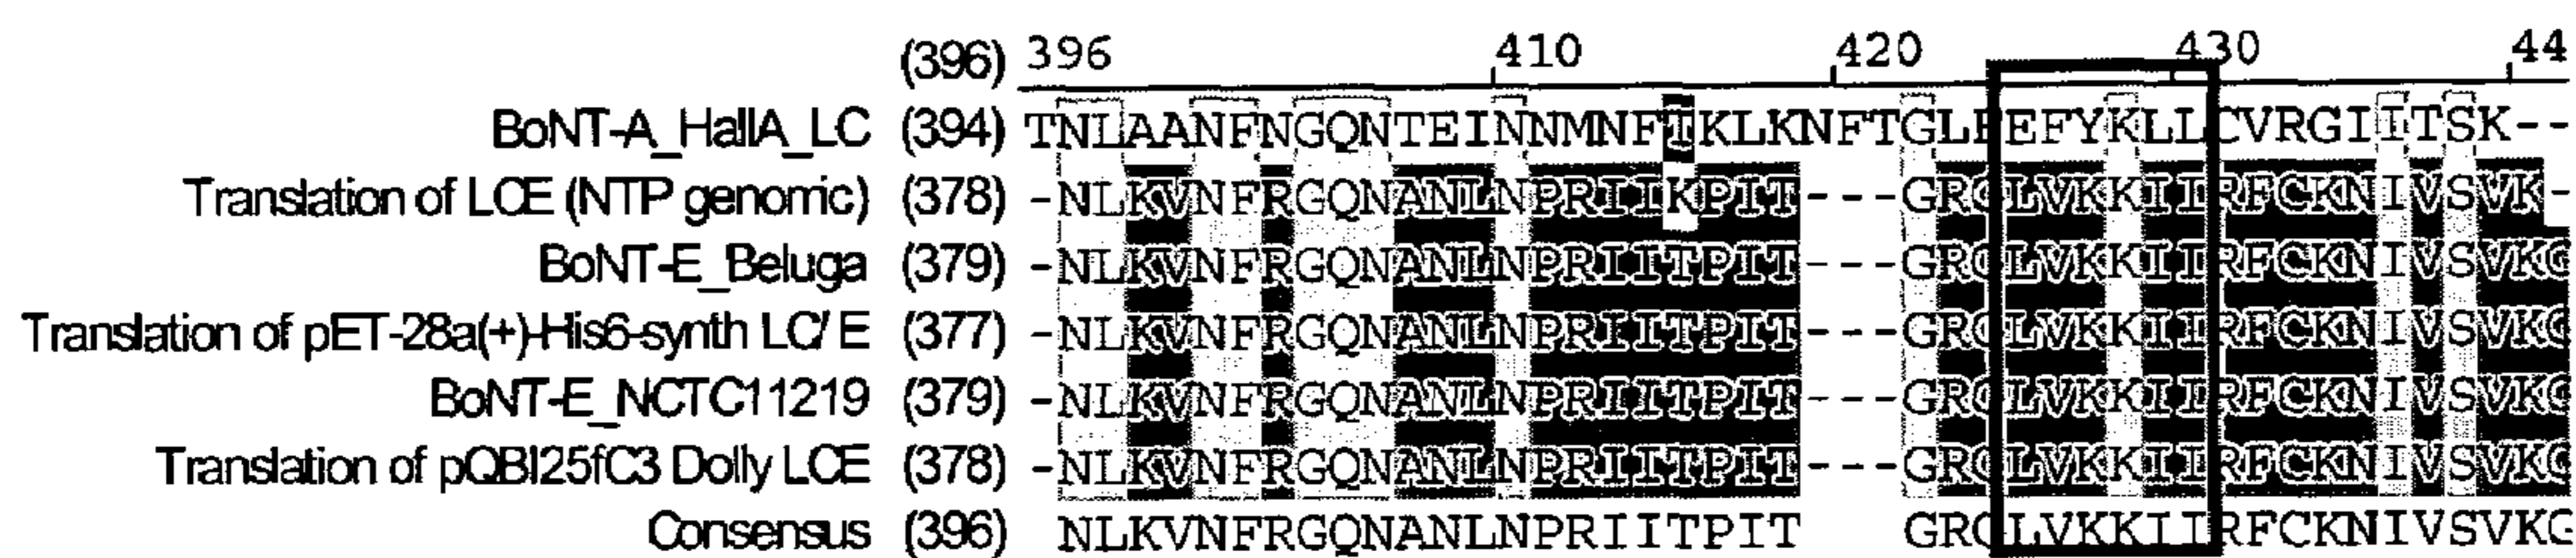 (396) 396 410 420 430 44
BoNT-A_HallA_LC (394) TNLAANFNGQNTEINNMNFTKLKNFTGLFEFYKLLCVRGIITSK--
Translation of LCE (NTP genomic) (378) -NLKVNFRGQNANLNPRIIKPIT---GRGLVKKIIRFCKNIVSVK-
BoNT-E_Beluga (379) -NLKVNFRGQNANLNPRIITPIT---GRGLVKKIIRFCKNIVSVKG
Translation of pET-28a(+)-His6-synth LC/E (377) -NLKVNFRGQNANLNPRIITPIT---GRGLVKKIIRFCKNIVSVKG
BoNT-E_NCTC11219 (379) -NLKVNFRGQNANLNPRIITPIT---GRGLVKKIIRFCKNIVSVKG
Translation of pQBI25fC3 Dolly LCE (378) -NLKVNFRGQNANLNPRIITPIT---GRGLVKKIIRFCKNIVSVKG
Consensus (396) NLKVNFRGQNANLNPRIITPIT GRGLVKKIIRFCKNIVSVKG